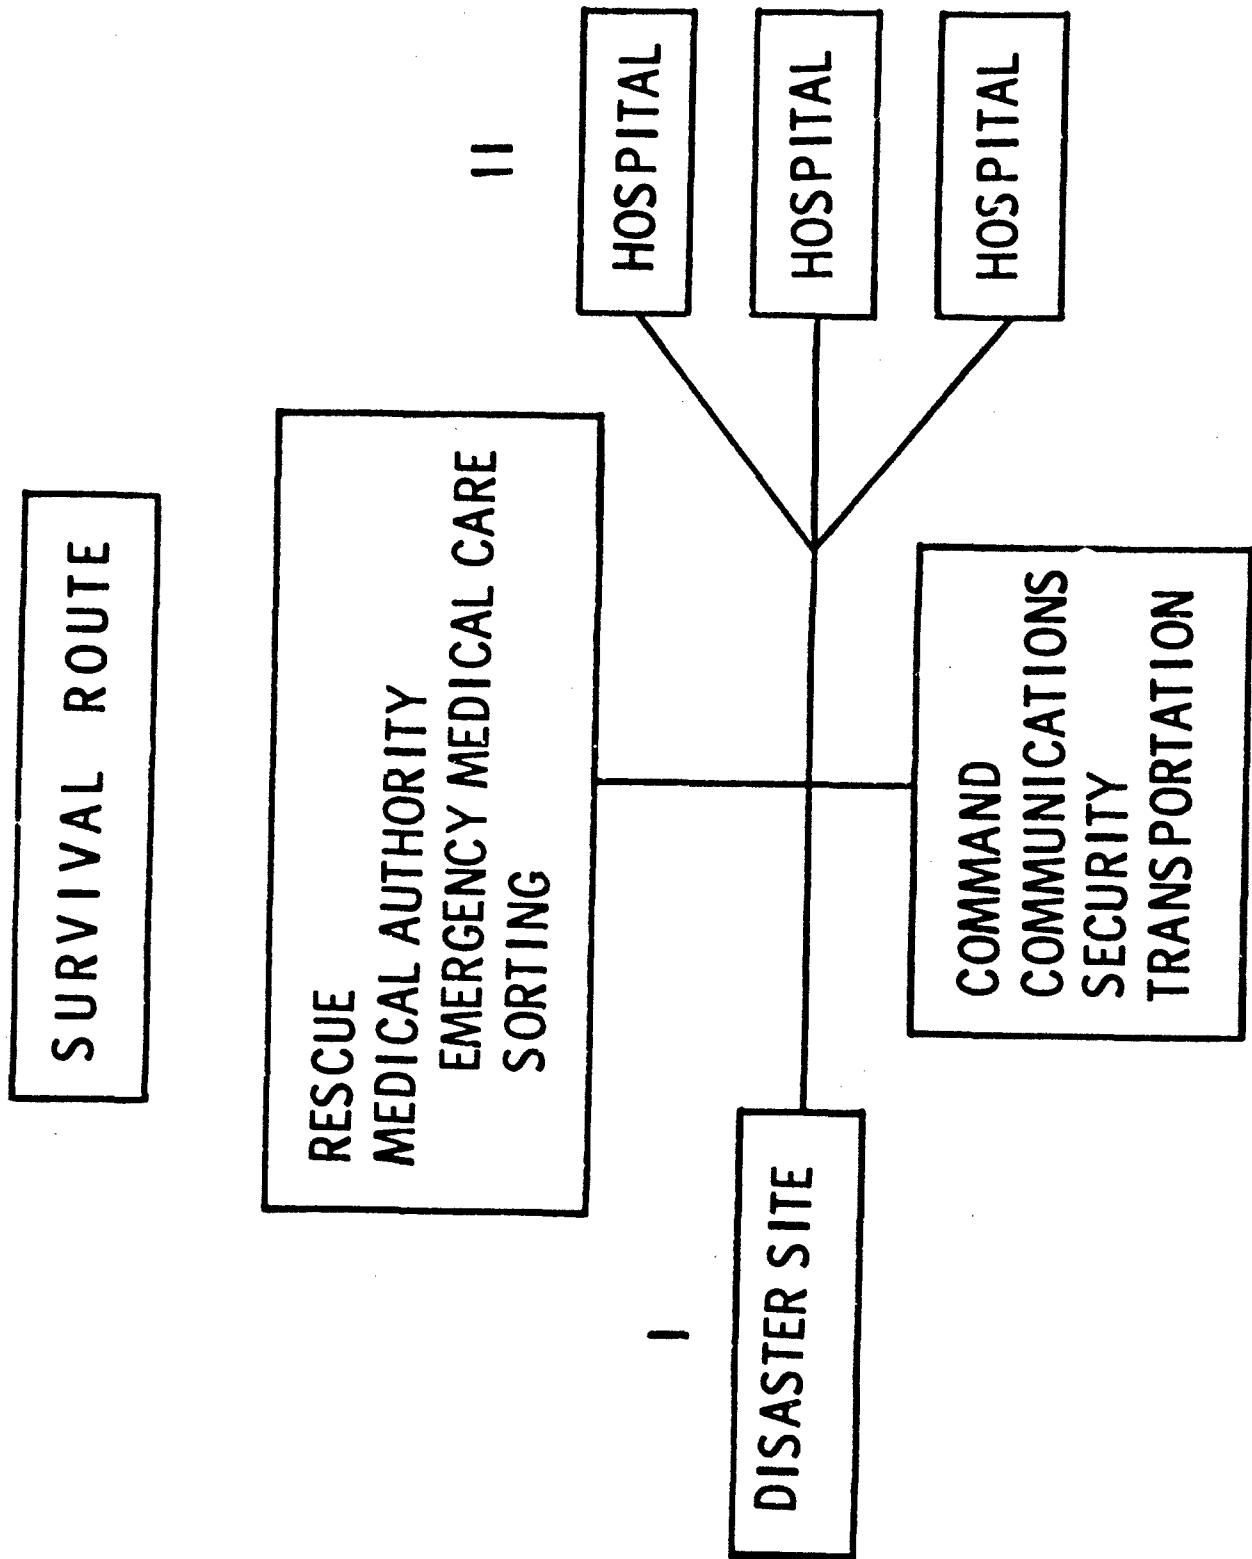 SURVIVAL ROUTE
RESCUE
MEDICAL AUTHORITY
EMERGENCY MEDICAL CARE
SORTING
I
DISASTER SITE
II
HOSPITAL
HOSPITAL
HOSPITAL
COMMAND
COMMUNICATIONS
SECURITY
TRANSPORTATION